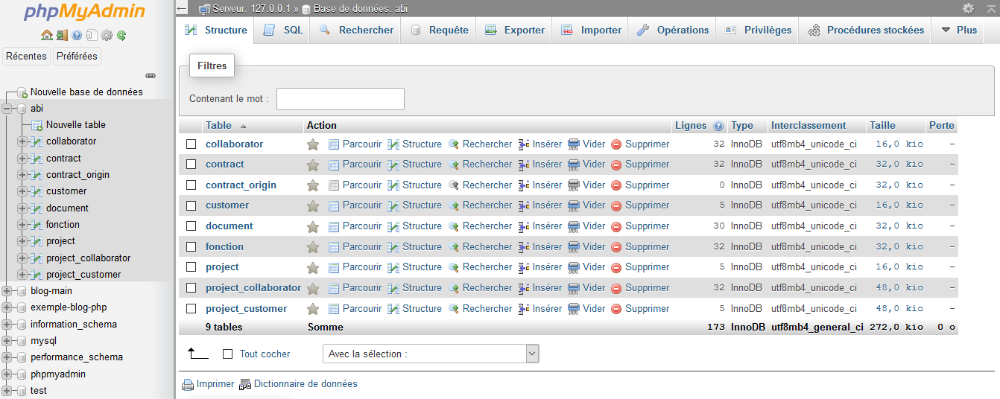 phpMyAdmin
Récentes Préférées
Nouvelle base de données
abi
Nouvelle table
collaborator
contract
contract_origin
customer
document
fonction
project
project_collaborator
project_customer
blog-main
exemple-blog-php
information_schema
mysql
performance_schema
phpmyadmin
test
Serveur: 127.0.0.1 » Base de données: abi
Structure SQL Rechercher Requête Exporter Importer Opérations Privilèges Procédures stockées Plus
Filtres
Contenant le mot :
Table Action Lignes Type Interclassement Taille Perte
collaborator Parcourir Structure Rechercher Insérer Vider Supprimer 32 InnoDB utf8mb4_unicode_ci 16,0 kio -
contract Parcourir Structure Rechercher Insérer Vider Supprimer 32 InnoDB utf8mb4_unicode_ci 32,0 kio -
contract_origin Parcourir Structure Rechercher Insérer Vider Supprimer 0 InnoDB utf8mb4_unicode_ci 32,0 kio -
customer Parcourir Structure Rechercher Insérer Vider Supprimer 5 InnoDB utf8mb4_unicode_ci 16,0 kio -
document Parcourir Structure Rechercher Insérer Vider Supprimer 30 InnoDB utf8mb4_unicode_ci 32,0 kio -
fonction Parcourir Structure Rechercher Insérer Vider Supprimer 32 InnoDB utf8mb4_unicode_ci 32,0 kio -
project Parcourir Structure Rechercher Insérer Vider Supprimer 5 InnoDB utf8mb4_unicode_ci 16,0 kio -
project_collaborator Parcourir Structure Rechercher Insérer Vider Supprimer 32 InnoDB utf8mb4_unicode_ci 48,0 kio -
project_customer Parcourir Structure Rechercher Insérer Vider Supprimer 5 InnoDB utf8mb4_unicode_ci 48,0 kio -
9 tables Somme 173 InnoDB utf8mb4_general_ci 272,0 kio 0 o
Tout cocher Avec la sélection :
Imprimer Dictionnaire de données